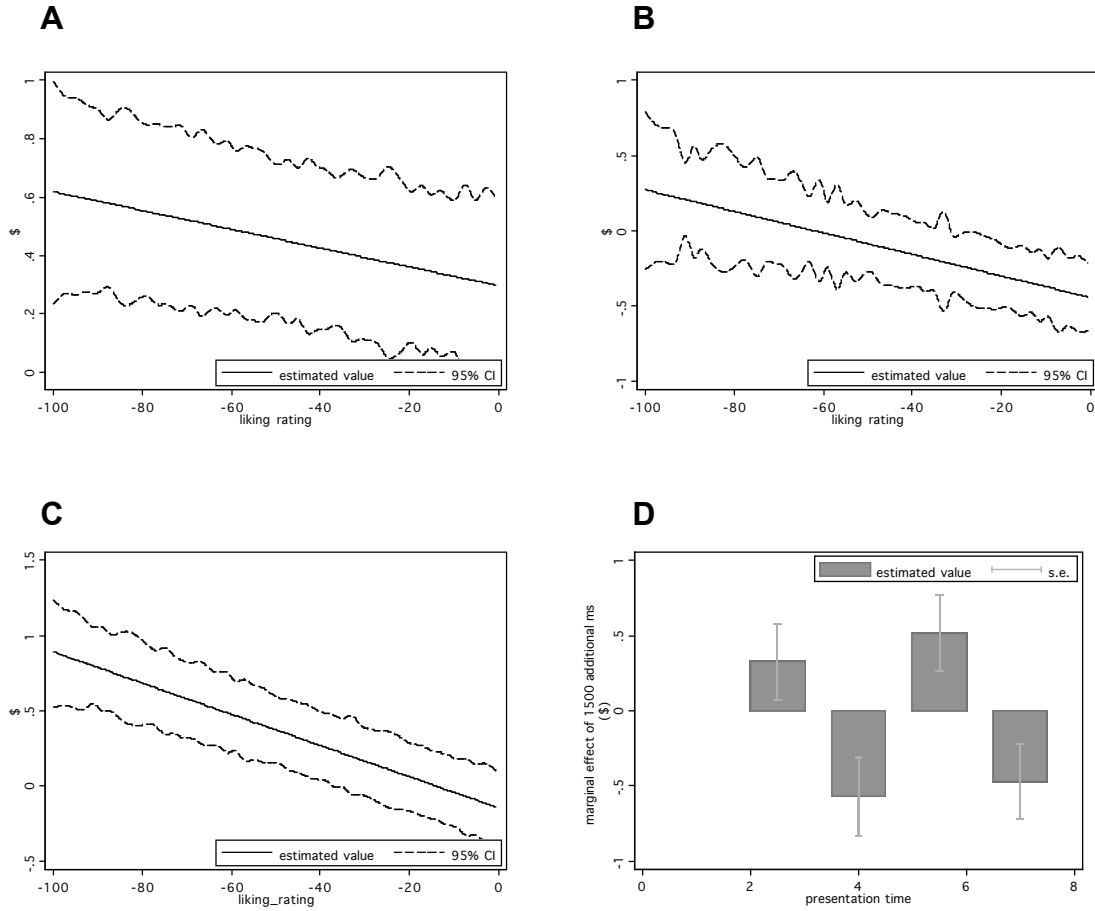 A
$
1
.8
.6
.4
.2
0
-100 -80 -60 -40 -20 0
liking rating
estimated value 95% CI
B
$
1
.5
0
-.5
-1
-100 -80 -60 -40 -20 0
liking rating
estimated value 95% CI
C
$
1.5
1
.5
0
-.5
-100 -80 -60 -40 -20 0
liking_rating
estimated value 95% CI
D
marginal effect of 1500 additional ms
($)
1
.5
0
-.5
-1
0 2 4 6 8
presentation time
estimated value s.e.